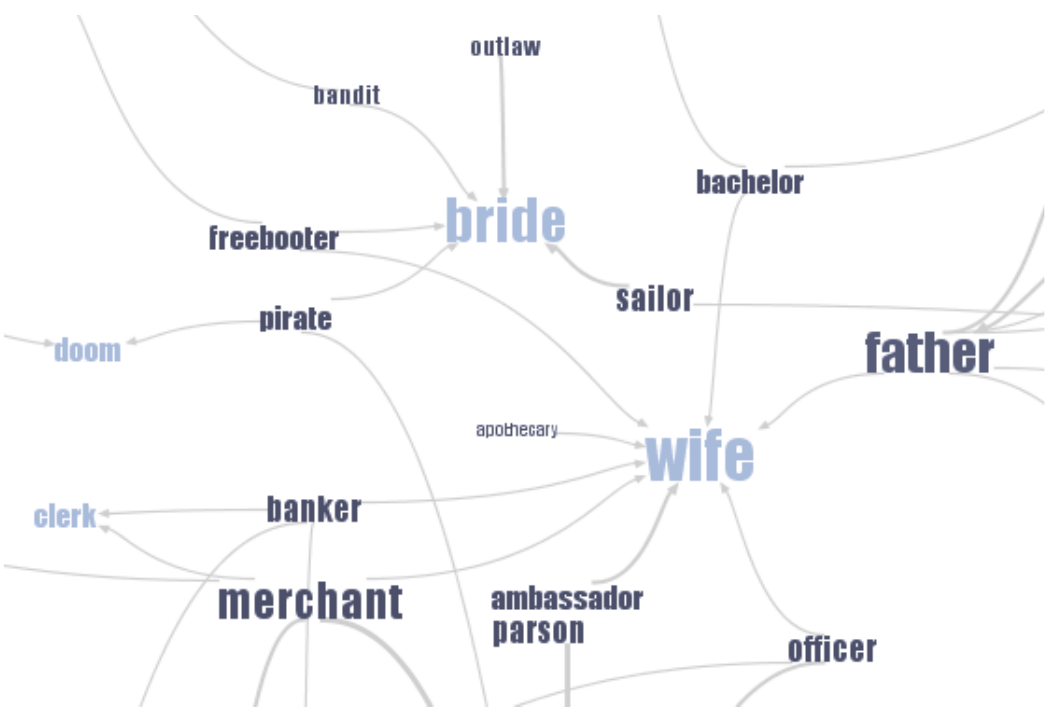 outlaw
bandit
bachelor
bride
freebooter
sailor
pirate
doom
father
apothecary
wife
banker
clerk
merchant
ambassador
parson
officer